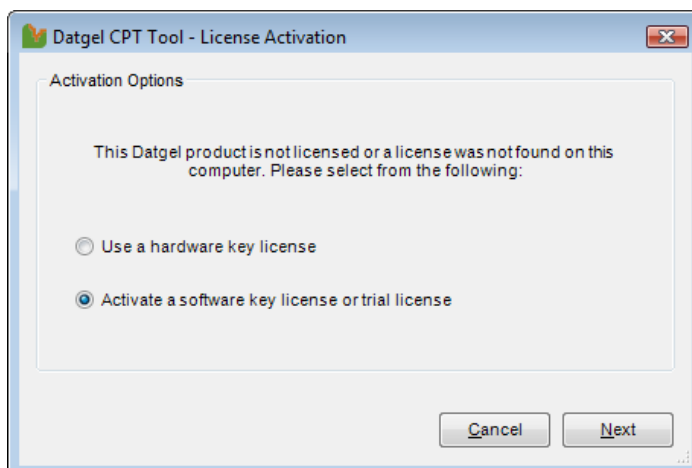 Datgel CPT Tool - License Activation
Activation Options
This Datgel product is not licensed or a license was not found on this
computer. Please select from the following:
Use a hardware key license
Activate a software key license or trial license
Cancel Next